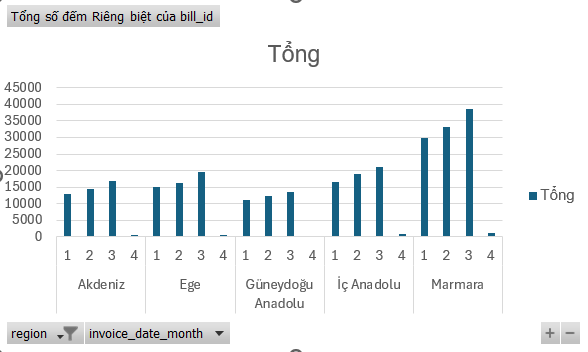 Tổng số đếm Riêng biệt của bill_id
Tổng
45000
40000
35000
30000
25000
20000
15000
10000
5000
0
Tổng
1 2 3 4 1 2 3 4 1 2 3 4 1 2 3 4 1 2 3 4
Akdeniz Ege Güneydoğu Anadolu İç Anadolu Marmara
region invoice_date_month
+ −